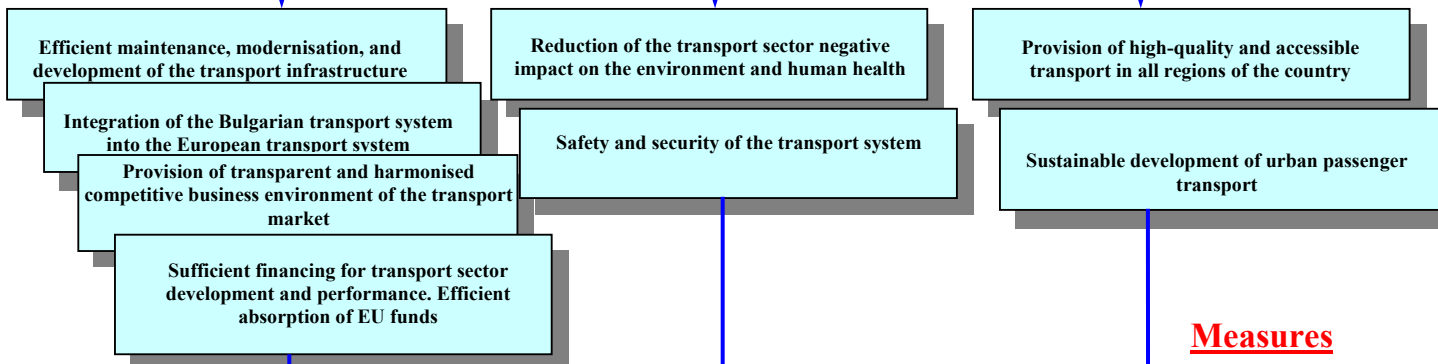 Efficient maintenance, modernisation, and
development of the transport infrastructure
Integration of the Bulgarian transport system
into the European transport system
Provision of transparent and harmonised
competitive business environment of the transport
market
Sufficient financing for transport sector
development and performance. Efficient
absorption of EU funds
Reduction of the transport sector negative
impact on the environment and human health
Safety and security of the transport system
Provision of high-quality and accessible
transport in all regions of the country
Sustainable development of urban passenger
transport
Measures